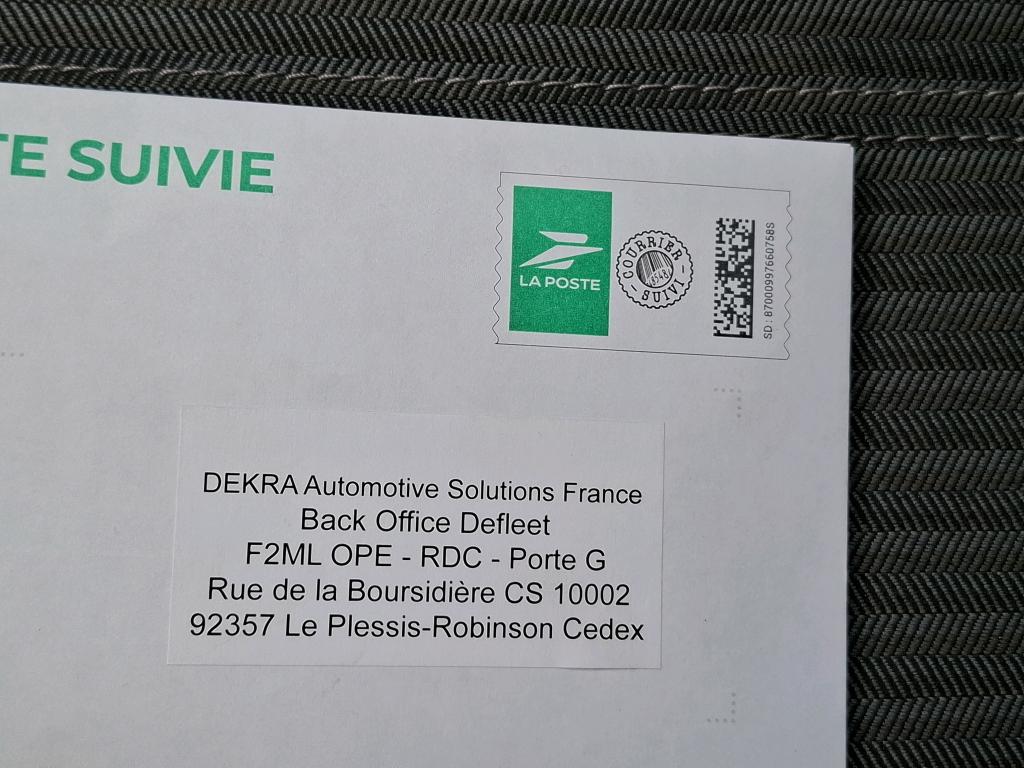 TE SUIVIE
LA POSTE
COURRIER
SUIVI
SD : 87000997660758S
DEKRA Automotive Solutions France
Back Office Defleet
F2ML OPE - RDC - Porte G
Rue de la Boursidière CS 10002
92357 Le Plessis-Robinson Cedex